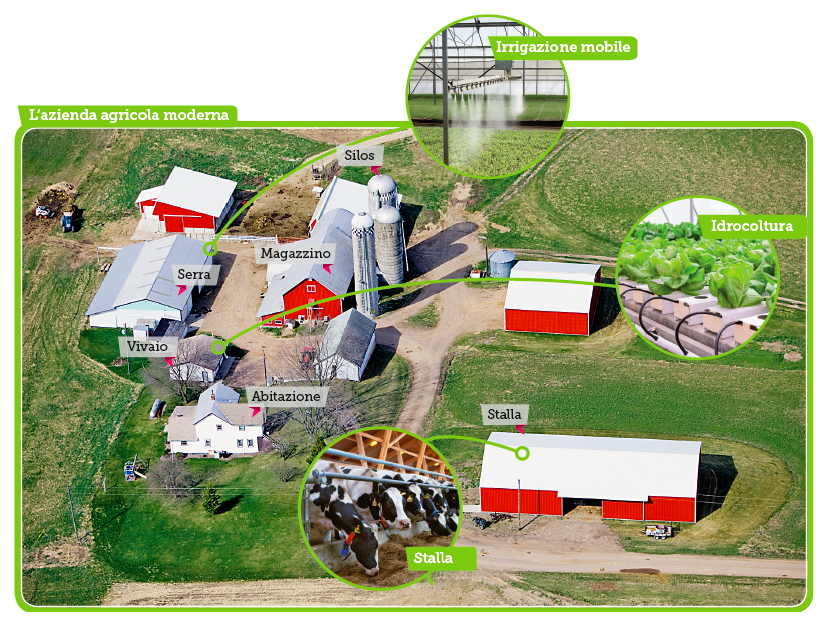 Irrigazione mobile
L'azienda agricola moderna
Silos
Idrocoltura
Magazzino
Serra
Vivaio
Abitazione
Stalla
Stalla